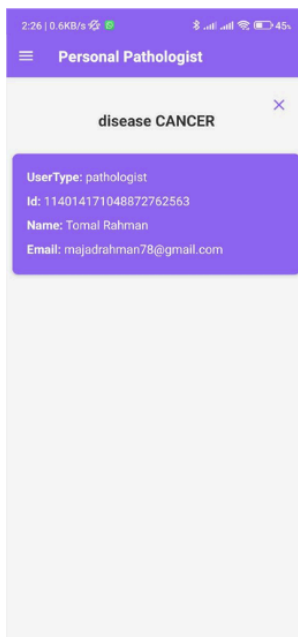 2:26 | 0.6KB/s 45%
Personal Pathologist
disease CANCER
UserType: pathologist
Id: 114014171048872762563
Name: Tomal Rahman
Email: majadrahman78@gmail.com